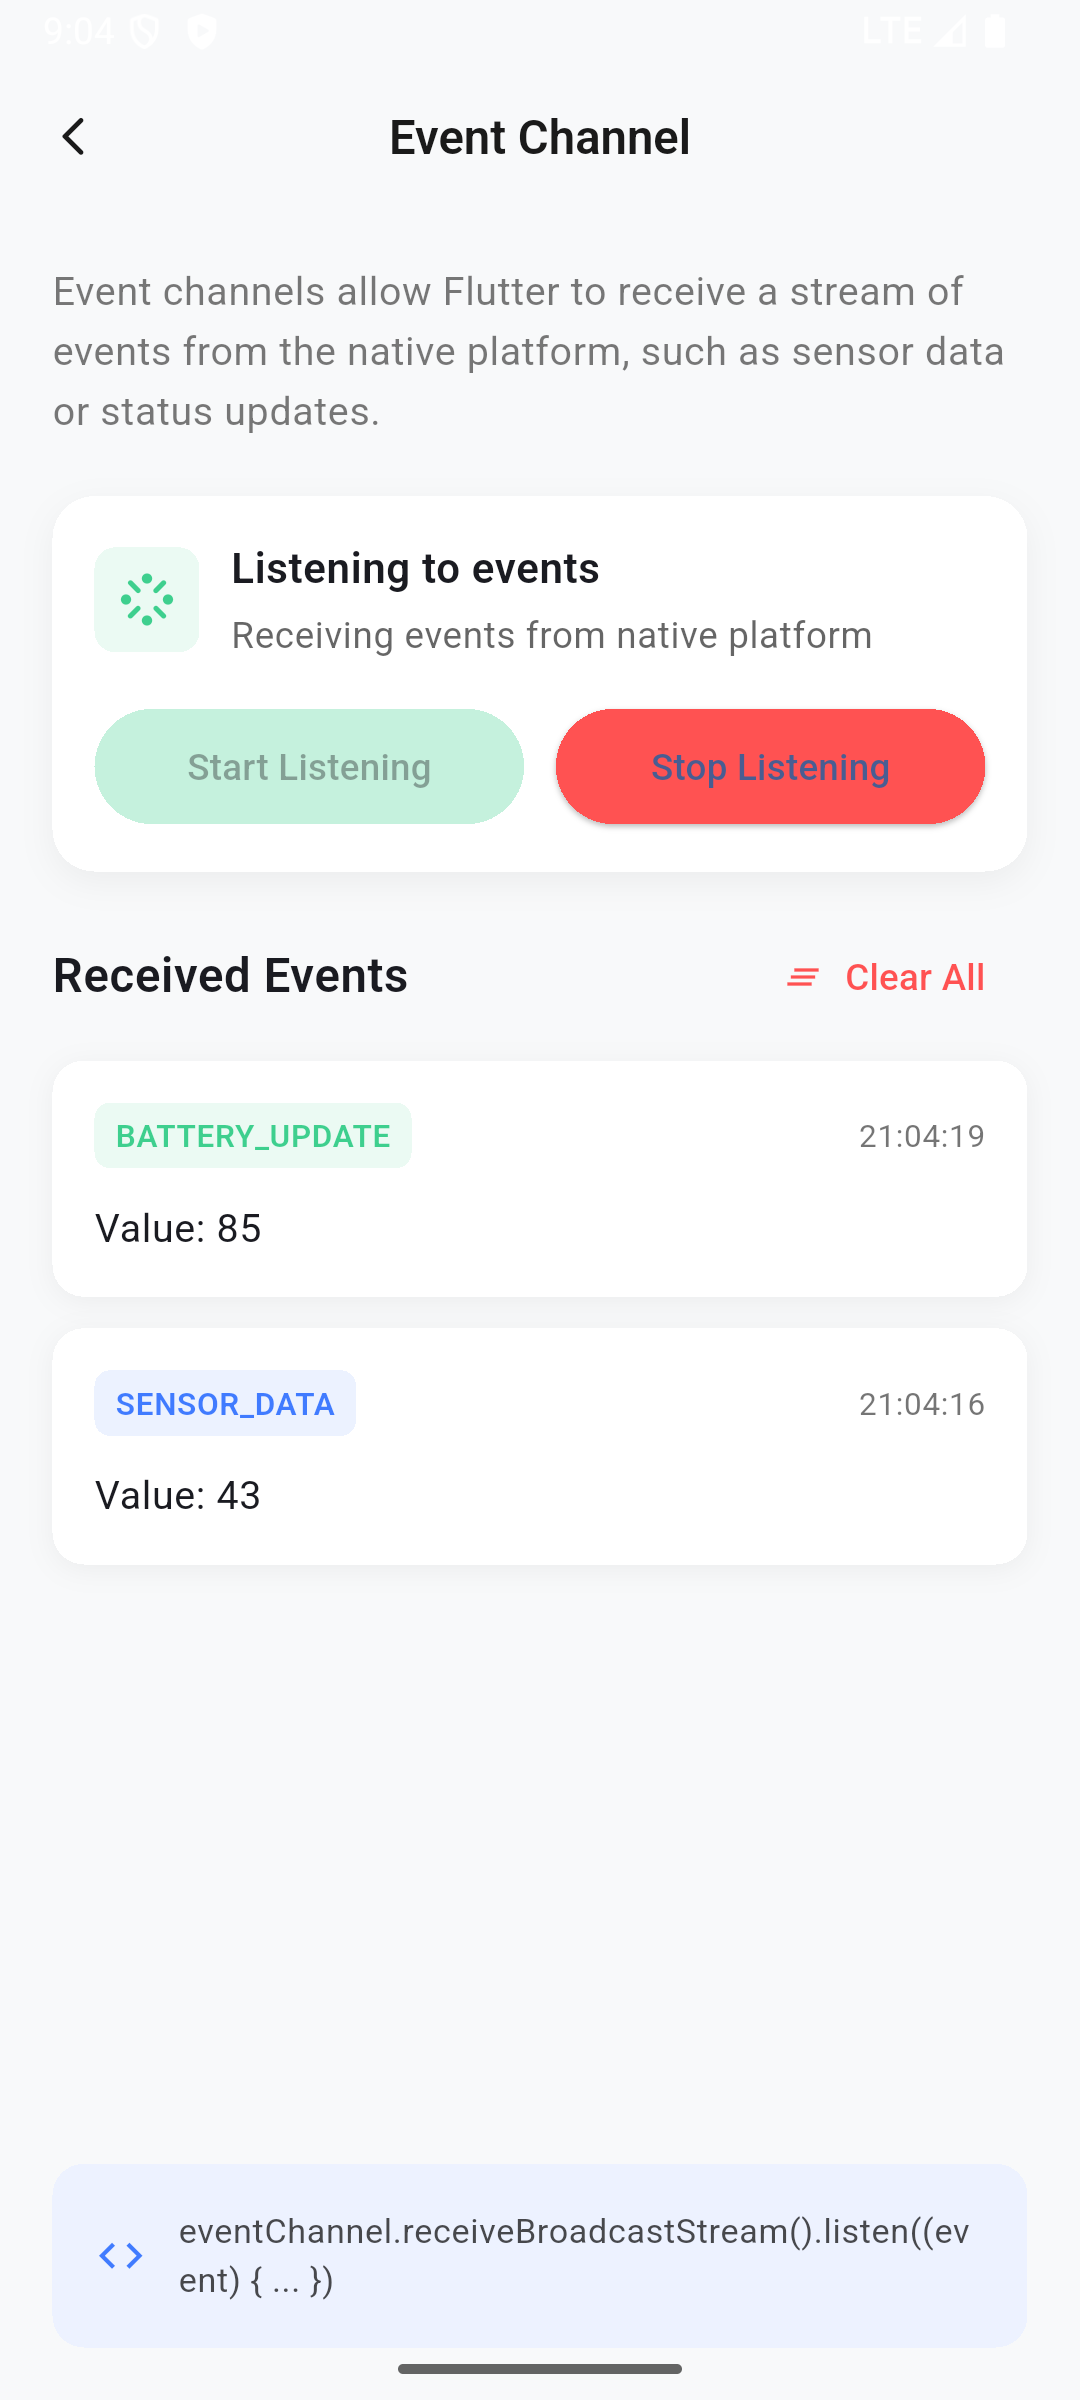 9:04
LTE
Event Channel
Event channels allow Flutter to receive a stream of
events from the native platform, such as sensor data
or status updates.
Listening to events
Receiving events from native platform
Start Listening
Stop Listening
Received Events
Clear All
BATTERY_UPDATE
21:04:19
Value: 85
SENSOR_DATA
21:04:16
Value: 43
eventChannel.receiveBroadcastStream().listen((ev
ent) { ... })